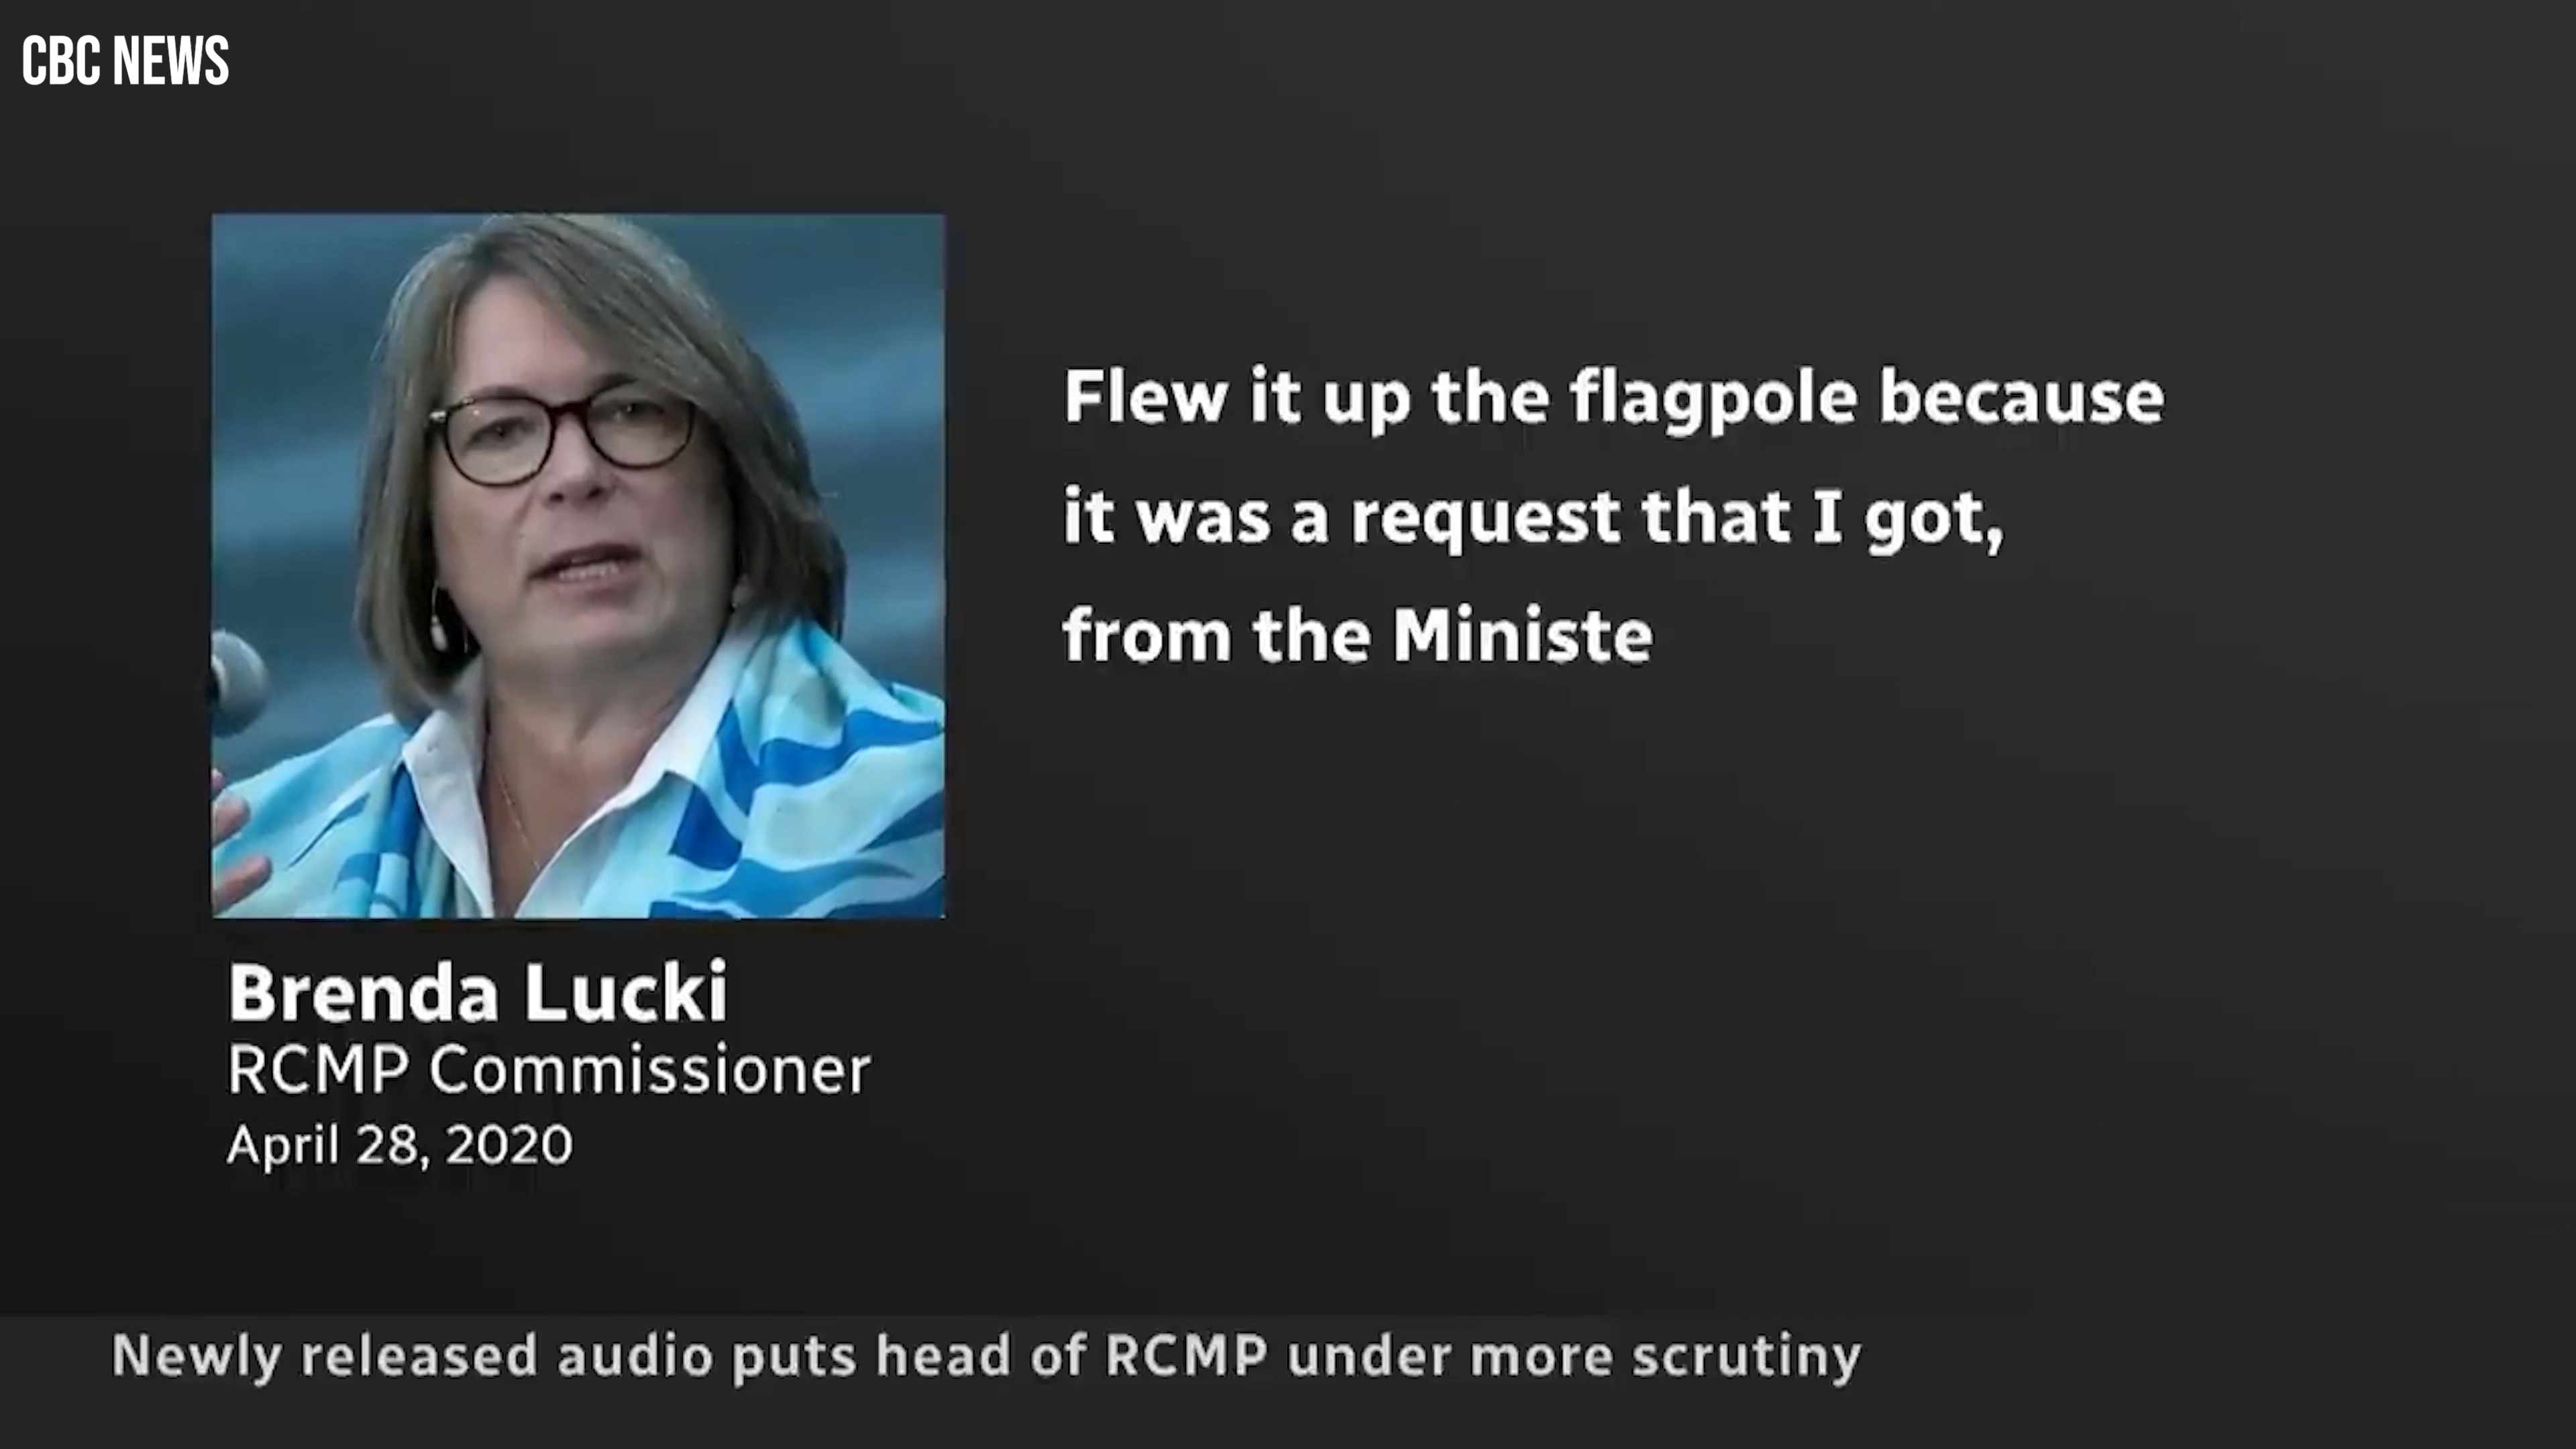 CBC NEWS
Flew it up the flagpole because
it was a request that I got,
from the Ministe
Brenda Lucki
RCMP Commissioner
April 28, 2020
Newly released audio puts head of RCMP under more scrutiny